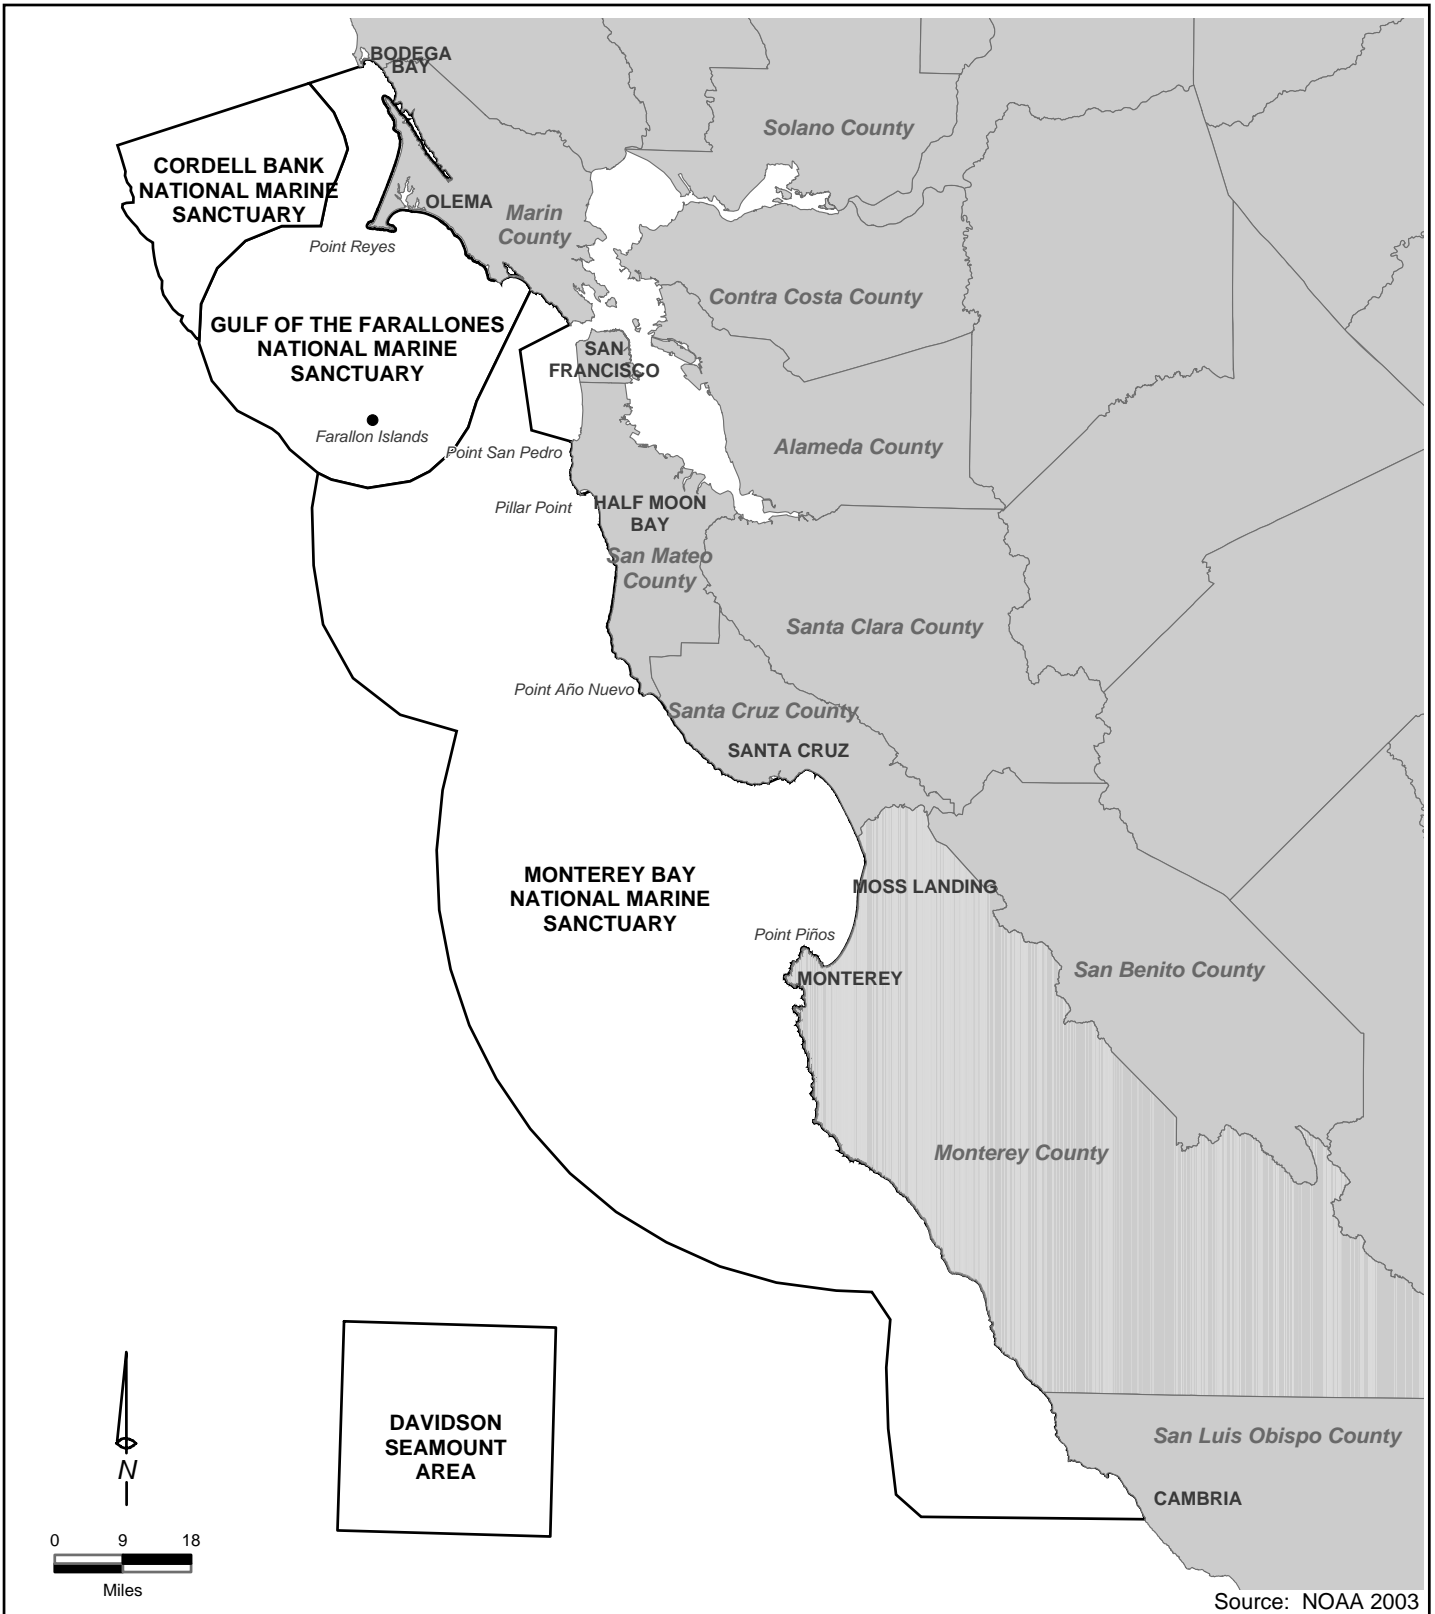 BODEGA
BAY
Solano County
CORDELL BANK
NATIONAL MARINE
SANCTUARY
OLEMA
Marin
County
Point Reyes
Contra Costa County
GULF OF THE FARALLONES
NATIONAL MARINE
SANCTUARY
SAN
FRANCISCO
Farallon Islands
Alameda County
Point San Pedro
Pillar Point
HALF MOON
BAY
San Mateo
County
Santa Clara County
Point Año Nuevo
Santa Cruz County
SANTA CRUZ
MONTEREY BAY
NATIONAL MARINE
SANCTUARY
MOSS LANDING
Point Piños
San Benito County
MONTEREY
Monterey County
DAVIDSON
SEAMOUNT
AREA
San Luis Obispo County
N
CAMBRIA
0 9 18
Miles
Source: NOAA 2003